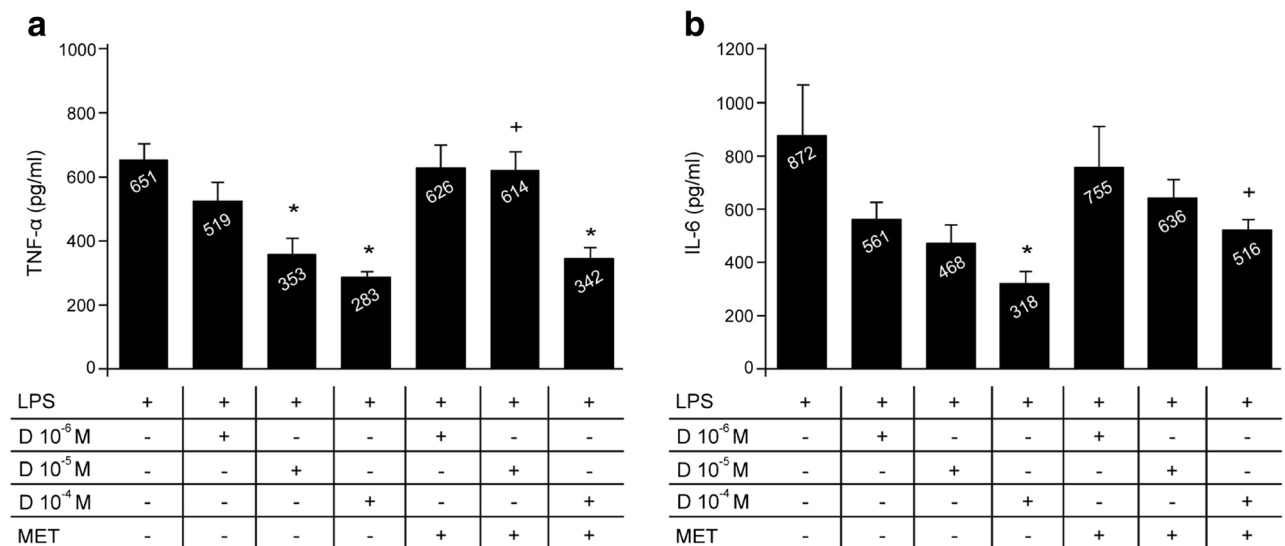 a
TNF-α (pg/ml)
1000
800
600
400
200
0
651
519
*
353
*
283
626
+
614
*
342
LPS + + + + + + +
D 10⁻⁶ M - + - - + - -
D 10⁻⁵ M - - + - - + -
D 10⁻⁴ M - - - + - - +
MET - - - - + + +
b
IL-6 (pg/ml)
1200
1000
800
600
400
200
0
872
561
468
*
318
755
636
+
516
LPS + + + + + + +
D 10⁻⁶ M - + - - + - -
D 10⁻⁵ M - - + - - + -
D 10⁻⁴ M - - - + - - +
MET - - - - + + +